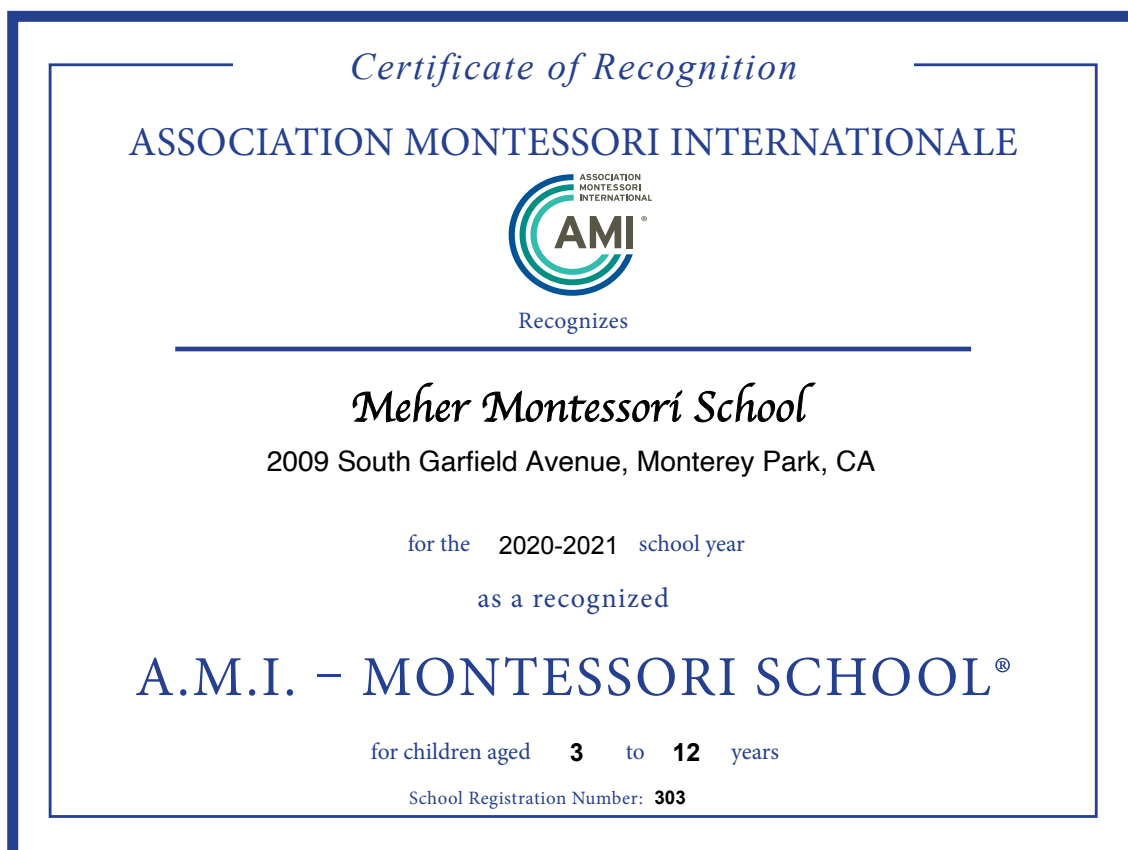 Certificate of Recognition
ASSOCIATION MONTESSORI INTERNATIONALE
ASSOCIATION
MONTESSORI
INTERNATIONAL
AMI®
Recognizes
Meher Montessori School
2009 South Garfield Avenue, Monterey Park, CA
for the 2020-2021 school year
as a recognized
A.M.I. – MONTESSORI SCHOOL®
for children aged 3 to 12 years
School Registration Number: 303